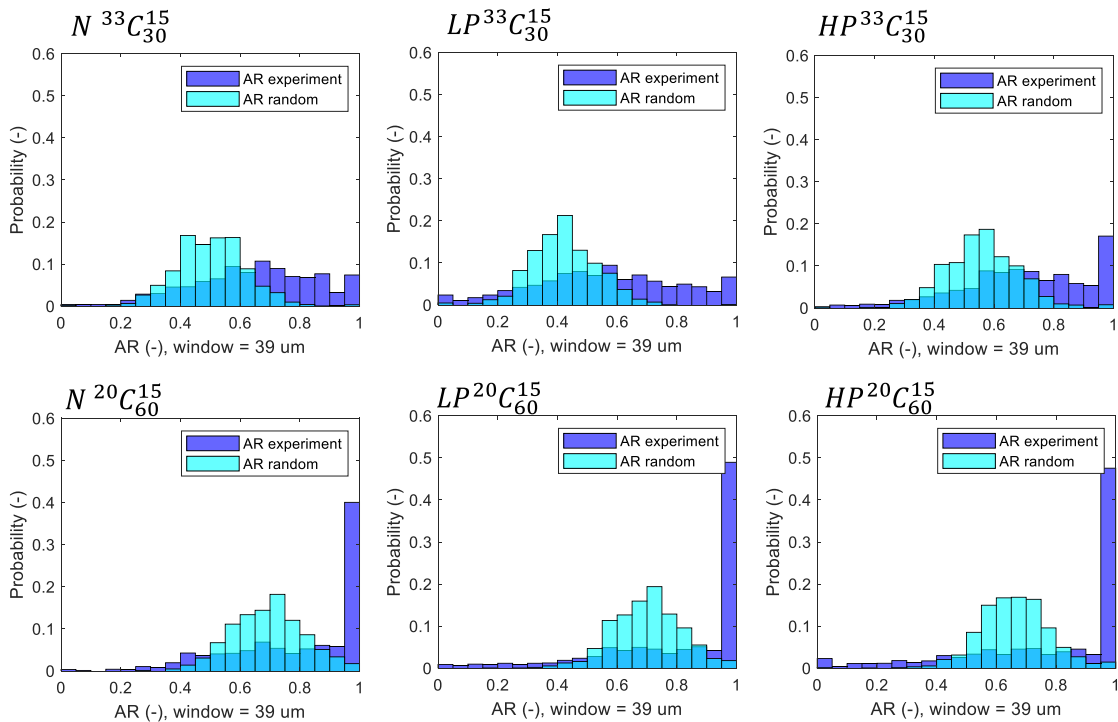 N ³³C₃₀¹⁵
0.6
0.5
0.4
0.3
0.2
0.1
0
Probability (-)
AR experiment
AR random
0 0.2 0.4 0.6 0.8 1
AR (-), window = 39 um
LP³³C₃₀¹⁵
0.6
0.5
0.4
0.3
0.2
0.1
0
Probability (-)
AR experiment
AR random
0 0.2 0.4 0.6 0.8 1
AR (-), window = 39 um
HP³³C₃₀¹⁵
0.6
0.5
0.4
0.3
0.2
0.1
0
Probability (-)
AR experiment
AR random
0 0.2 0.4 0.6 0.8 1
AR (-), window = 39 um
N ²⁰C₆₀¹⁵
0.6
0.5
0.4
0.3
0.2
0.1
0
Probability (-)
AR experiment
AR random
0 0.2 0.4 0.6 0.8 1
AR (-), window = 39 um
LP²⁰C₆₀¹⁵
0.6
0.5
0.4
0.3
0.2
0.1
0
Probability (-)
AR experiment
AR random
0 0.2 0.4 0.6 0.8 1
AR (-), window = 39 um
HP²⁰C₆₀¹⁵
0.6
0.5
0.4
0.3
0.2
0.1
0
Probability (-)
AR experiment
AR random
0 0.2 0.4 0.6 0.8 1
AR (-), window = 39 um